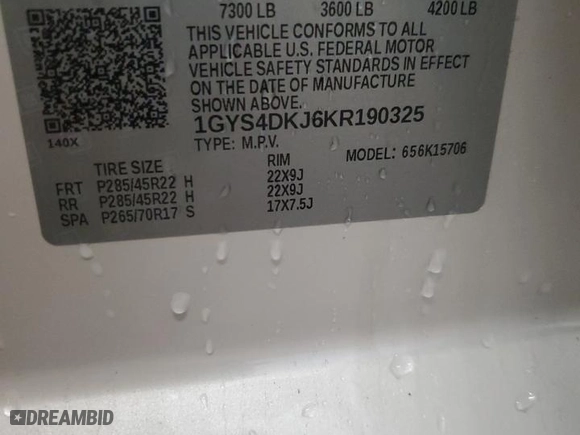 7300 LB 3600 LB 4200 LB
THIS VEHICLE CONFORMS TO ALL
APPLICABLE U.S. FEDERAL MOTOR
VEHICLE SAFETY STANDARDS IN EFFECT
ON THE DATE OF MANUFACTURE
SHOWN ABOVE.
1GYS4DKJ6KR190325
140X
TYPE: M.P.V. MODEL: 656K15706
TIRE SIZE RIM
FRT P285/45R22 H 22X9J
RR P285/45R22 H 22X9J
SPA P265/70R17 S 17X7.5J
DREAMBID